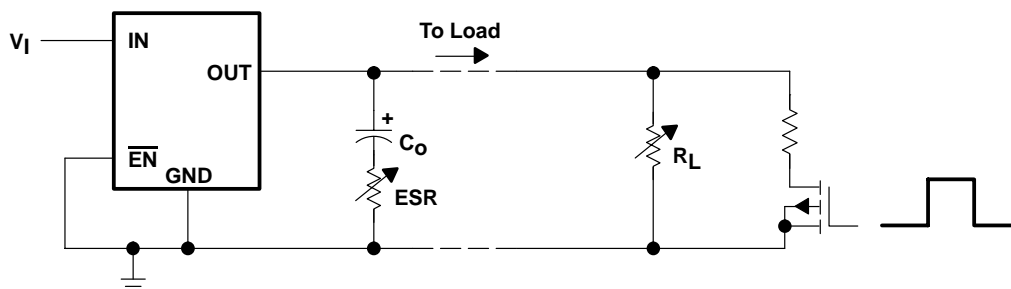 To Load
V_I
IN
OUT
+
C_o
EN̅
R_L
GND
ESR